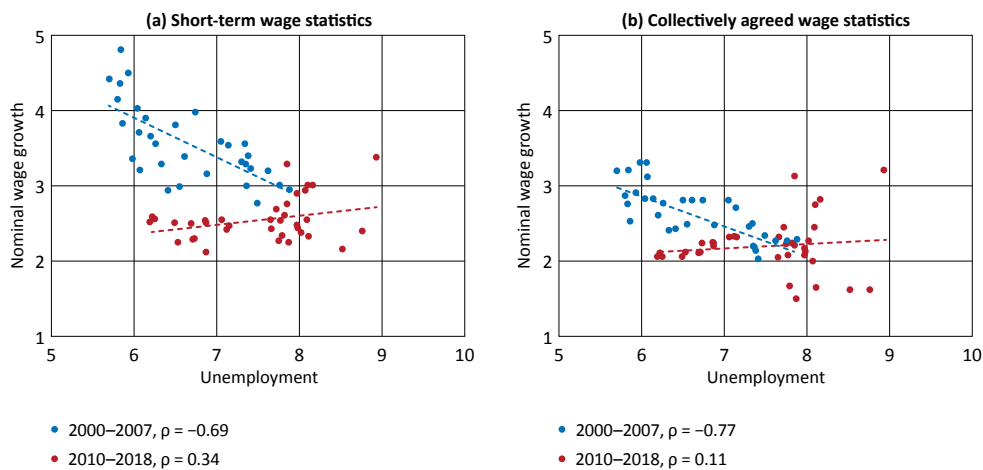 (a) Short-term wage statistics
Nominal wage growth
5
4
3
2
1
5 6 7 8 9 10
Unemployment
2000–2007, ρ = −0.69
2010–2018, ρ = 0.34
(b) Collectively agreed wage statistics
Nominal wage growth
5
4
3
2
1
5 6 7 8 9 10
Unemployment
2000–2007, ρ = −0.77
2010–2018, ρ = 0.11